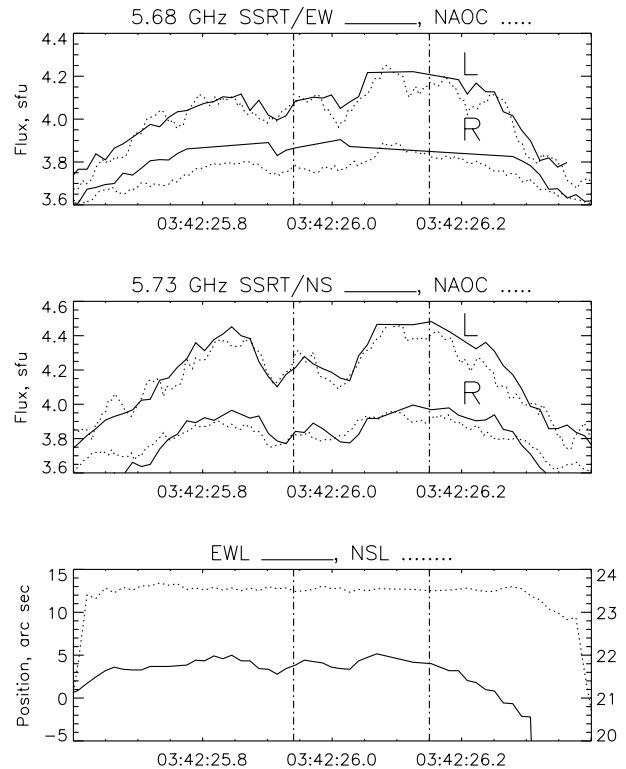 5.68 GHz SSRT/EW ________, NAOC .....
4.4
4.2
4.0
3.8
3.6
Flux, sfu
L
R
03:42:25.8 03:42:26.0 03:42:26.2
5.73 GHz SSRT/NS ________, NAOC .....
4.6
4.4
4.2
4.0
3.8
3.6
Flux, sfu
L
R
03:42:25.8 03:42:26.0 03:42:26.2
EWL ________, NSL ........
15
10
5
0
-5
Position, arc sec
24
23
22
21
20
03:42:25.8 03:42:26.0 03:42:26.2